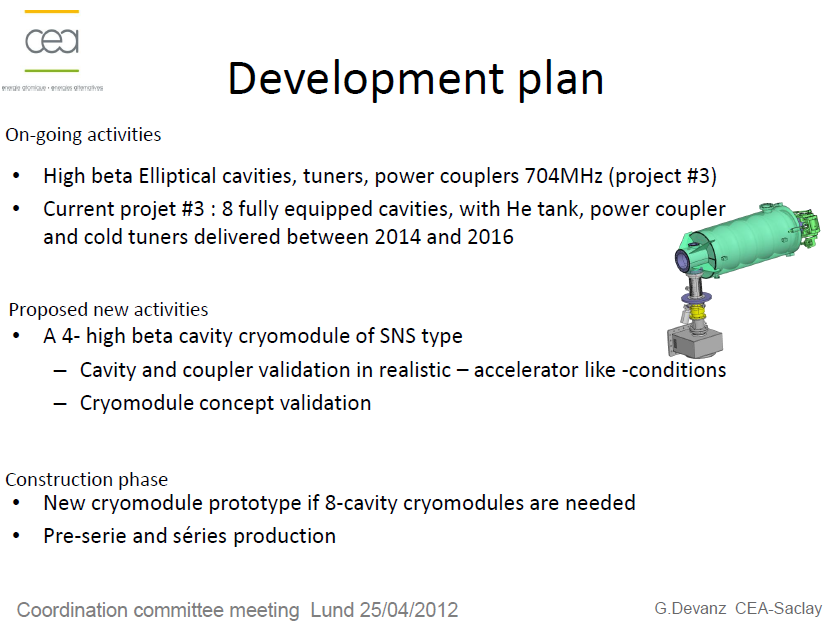 cea
énergie atomique • énergies alternatives
Development plan
On-going activities
• High beta Elliptical cavities, tuners, power couplers 704MHz (project #3)
• Current projet #3 : 8 fully equipped cavities, with He tank, power coupler
and cold tuners delivered between 2014 and 2016
Proposed new activities
• A 4- high beta cavity cryomodule of SNS type
– Cavity and coupler validation in realistic – accelerator like -conditions
– Cryomodule concept validation
Construction phase
• New cryomodule prototype if 8-cavity cryomodules are needed
• Pre-serie and séries production
Coordination committee meeting Lund 25/04/2012
G.Devanz CEA-Saclay